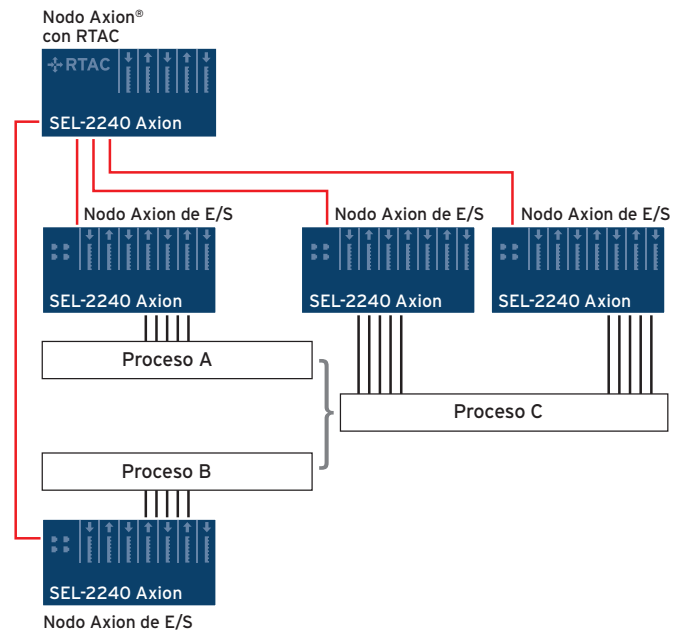 Nodo Axion®
con RTAC
RTAC
SEL-2240 Axion
Nodo Axion de E/S
Nodo Axion de E/S
Nodo Axion de E/S
SEL-2240 Axion
SEL-2240 Axion
SEL-2240 Axion
Proceso A
Proceso C
Proceso B
SEL-2240 Axion
Nodo Axion de E/S